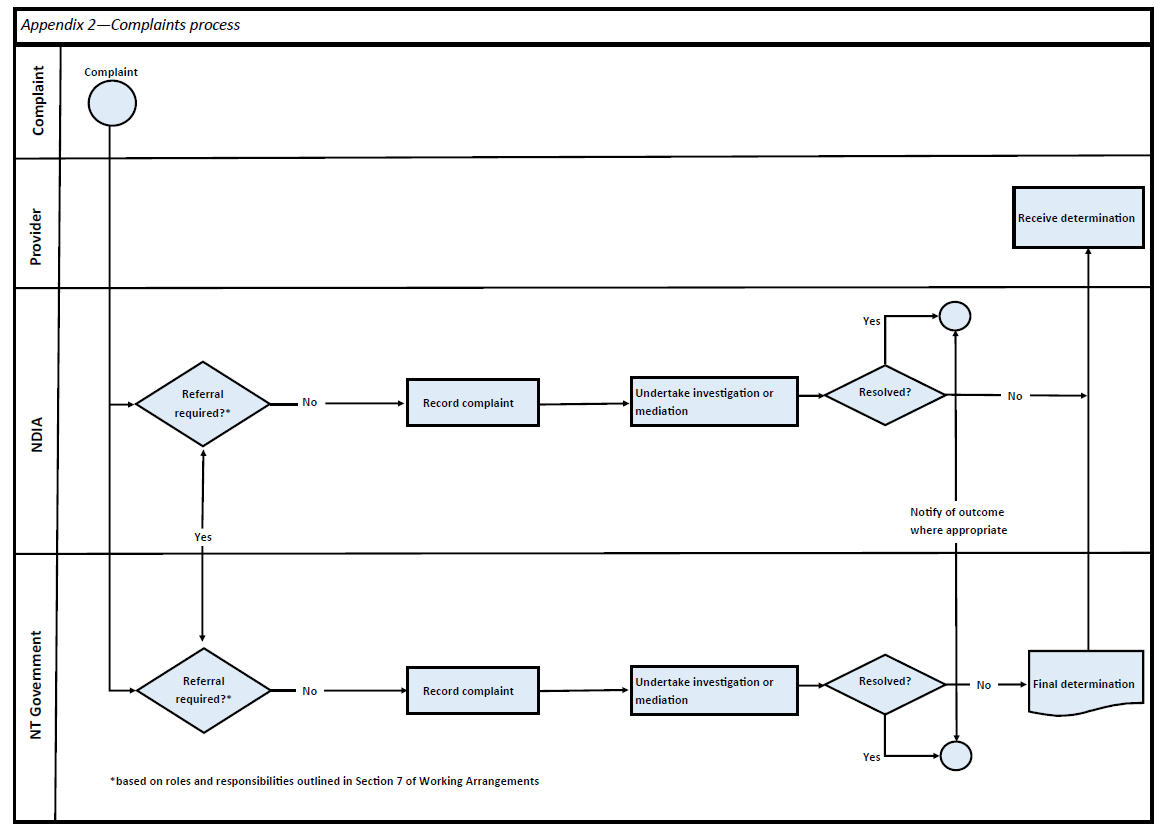 Appendix 2—Complaints process
Complaint
Complaint
Provider
Receive determination
NDIA
Referral
required?*
No
Record complaint
Undertake investigation or
mediation
Resolved?
Yes
No
Yes
Notify of outcome
where appropriate
NT Government
Referral
required?*
No
Record complaint
Undertake investigation or
mediation
Resolved?
No
Final determination
Yes
*based on roles and responsibilities outlined in Section 7 of Working Arrangements